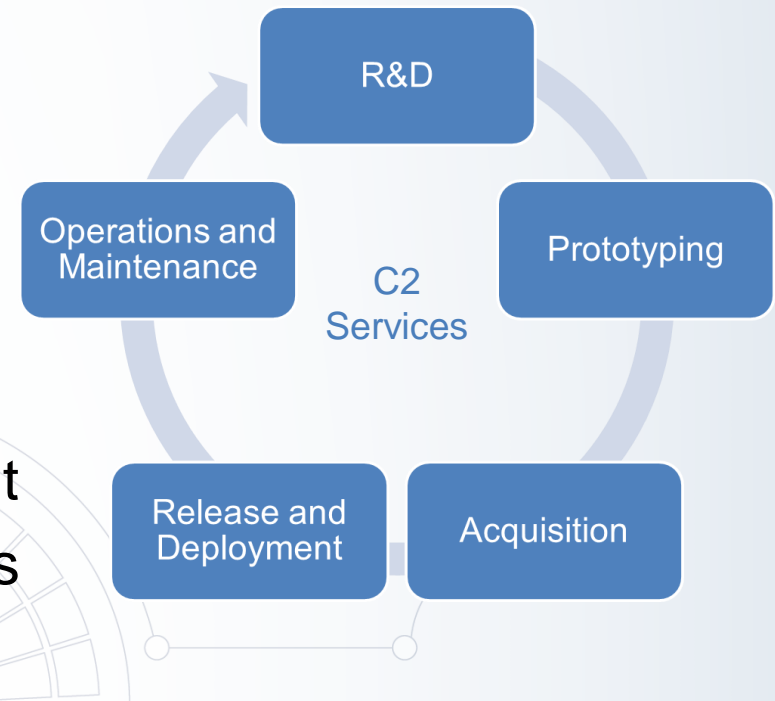 R&D
Operations and
Maintenance
Prototyping
C2
Services
t
s
Release and
Deployment
Acquisition